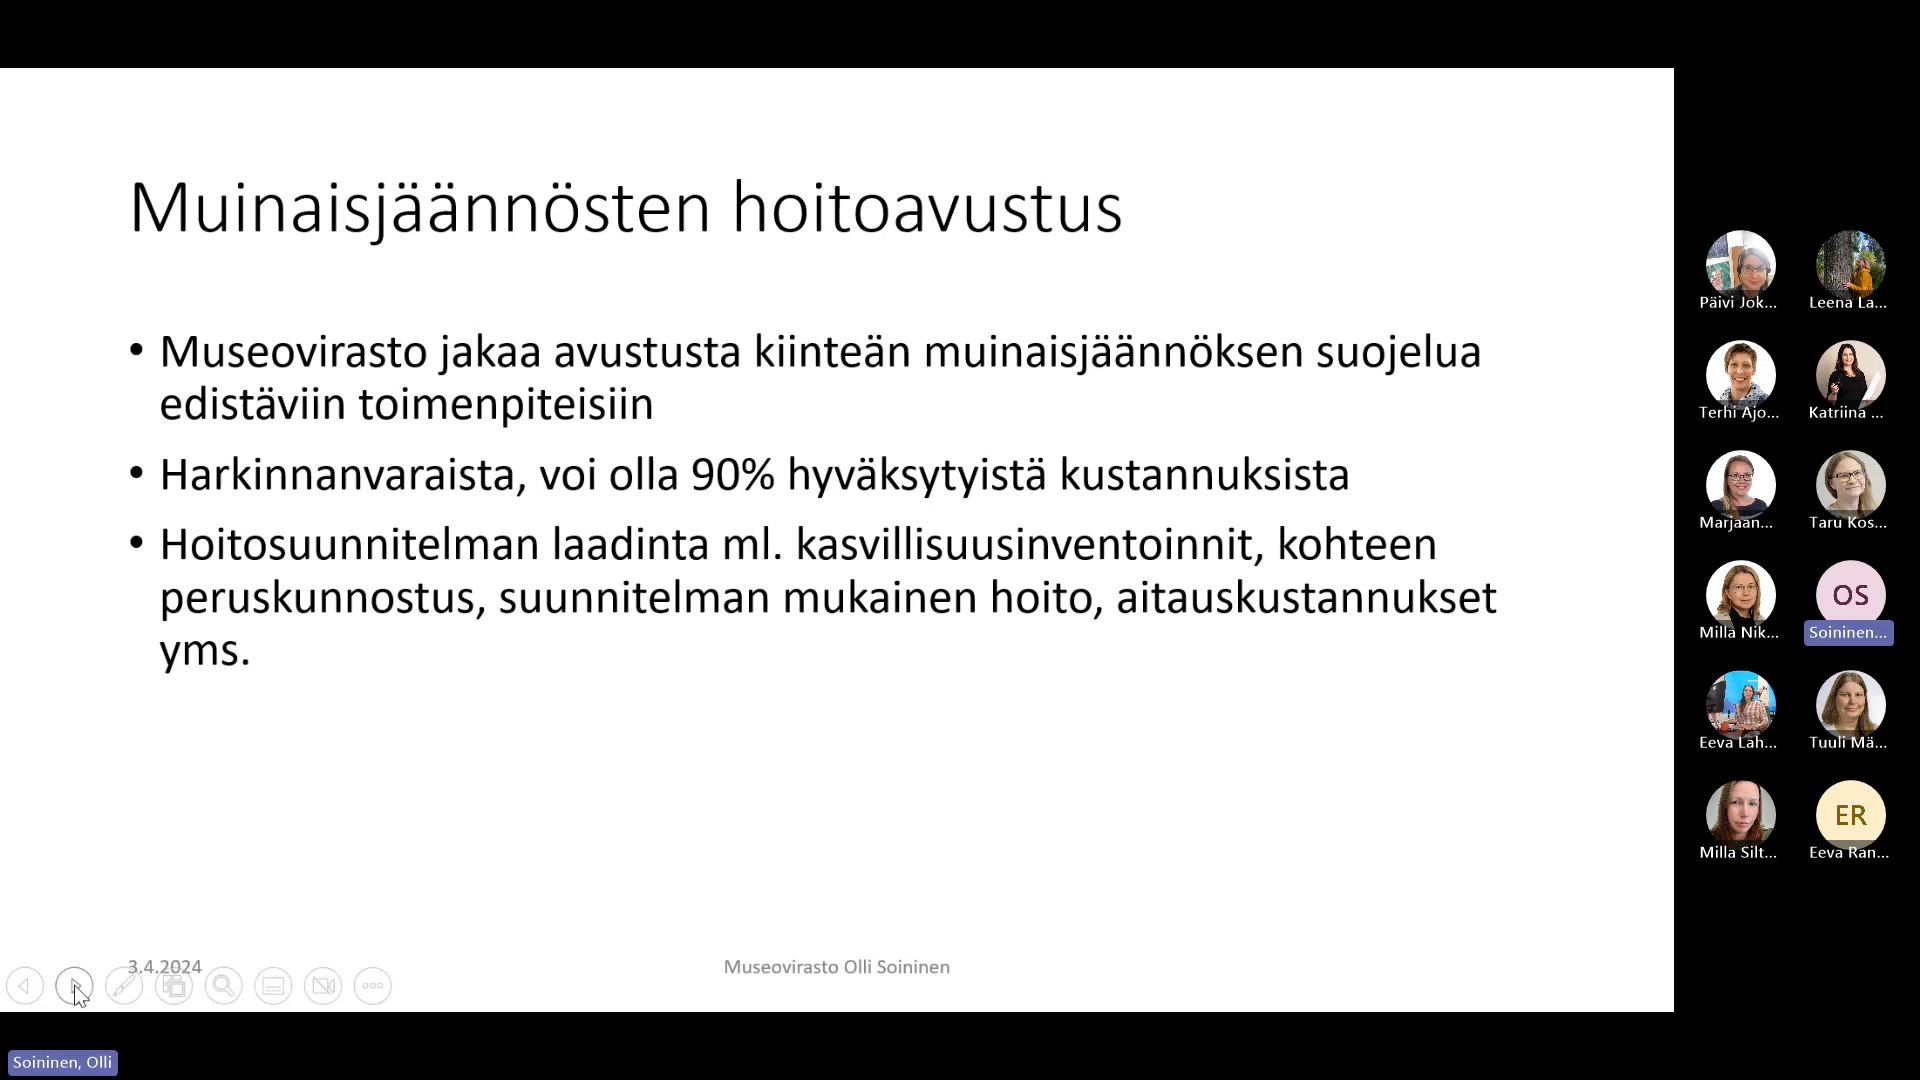 Muinaisjäännösten hoitoavustus
• Museovirasto jakaa avustusta kiinteän muinaisjäännöksen suojelua
edistäviin toimenpiteisiin
• Harkinnanvaraista, voi olla 90% hyväksytyistä kustannuksista
• Hoitosuunnitelman laadinta ml. kasvillisuusinventoinnit, kohteen
peruskunnostus, suunnitelman mukainen hoito, aitauskustannukset
yms.
3.4.2024
Museovirasto Olli Soininen
Päivi Jok...
Leena La...
Terhi Ajo...
Katriina ...
Marjaan...
Taru Kos...
Milla Nik...
OS
Soininen...
Eeva Lah...
Tuuli Mä...
Milla Silt...
ER
Eeva Ran...
Soininen, Olli